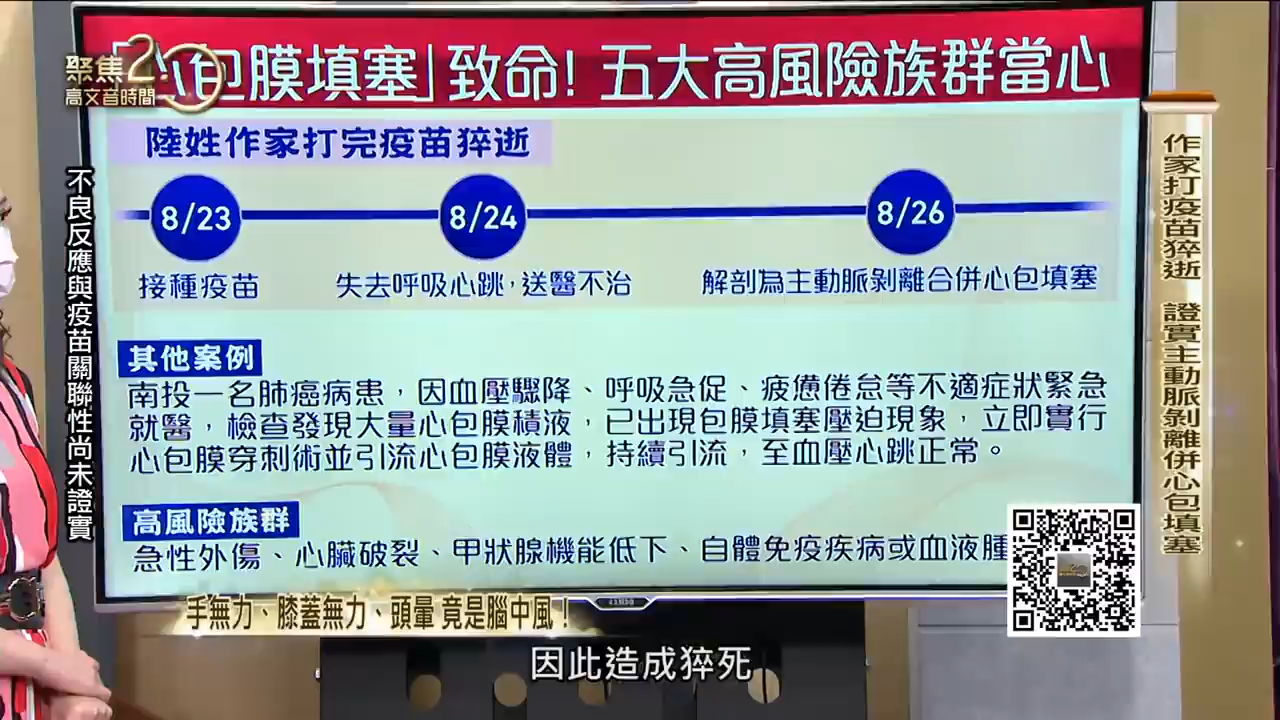 聚焦2.0
高文音時間
「心包膜填塞」致命! 五大高風險族群當心
陸姓作家打完疫苗猝逝
8/23
8/24
8/26
接種疫苗
失去呼吸心跳,送醫不治
解剖為主動脈剝離合併心包填塞
其他案例
南投一名肺癌病患,因血壓驟降、呼吸急促、疲憊倦怠等不適症狀緊急
就醫,檢查發現大量心包膜積液,已出現包膜填塞壓迫現象,立即實行
心包膜穿刺術並引流心包膜液體,持續引流,至血壓心跳正常。
高風險族群
急性外傷、心臟破裂、甲狀腺機能低下、自體免疫疾病或血液腫
不良反應與疫苗關聯性尚未證實
作家打疫苗猝逝 證實主動脈剝離併心包填塞
手無力、膝蓋無力、頭暈 竟是腦中風!
因此造成猝死